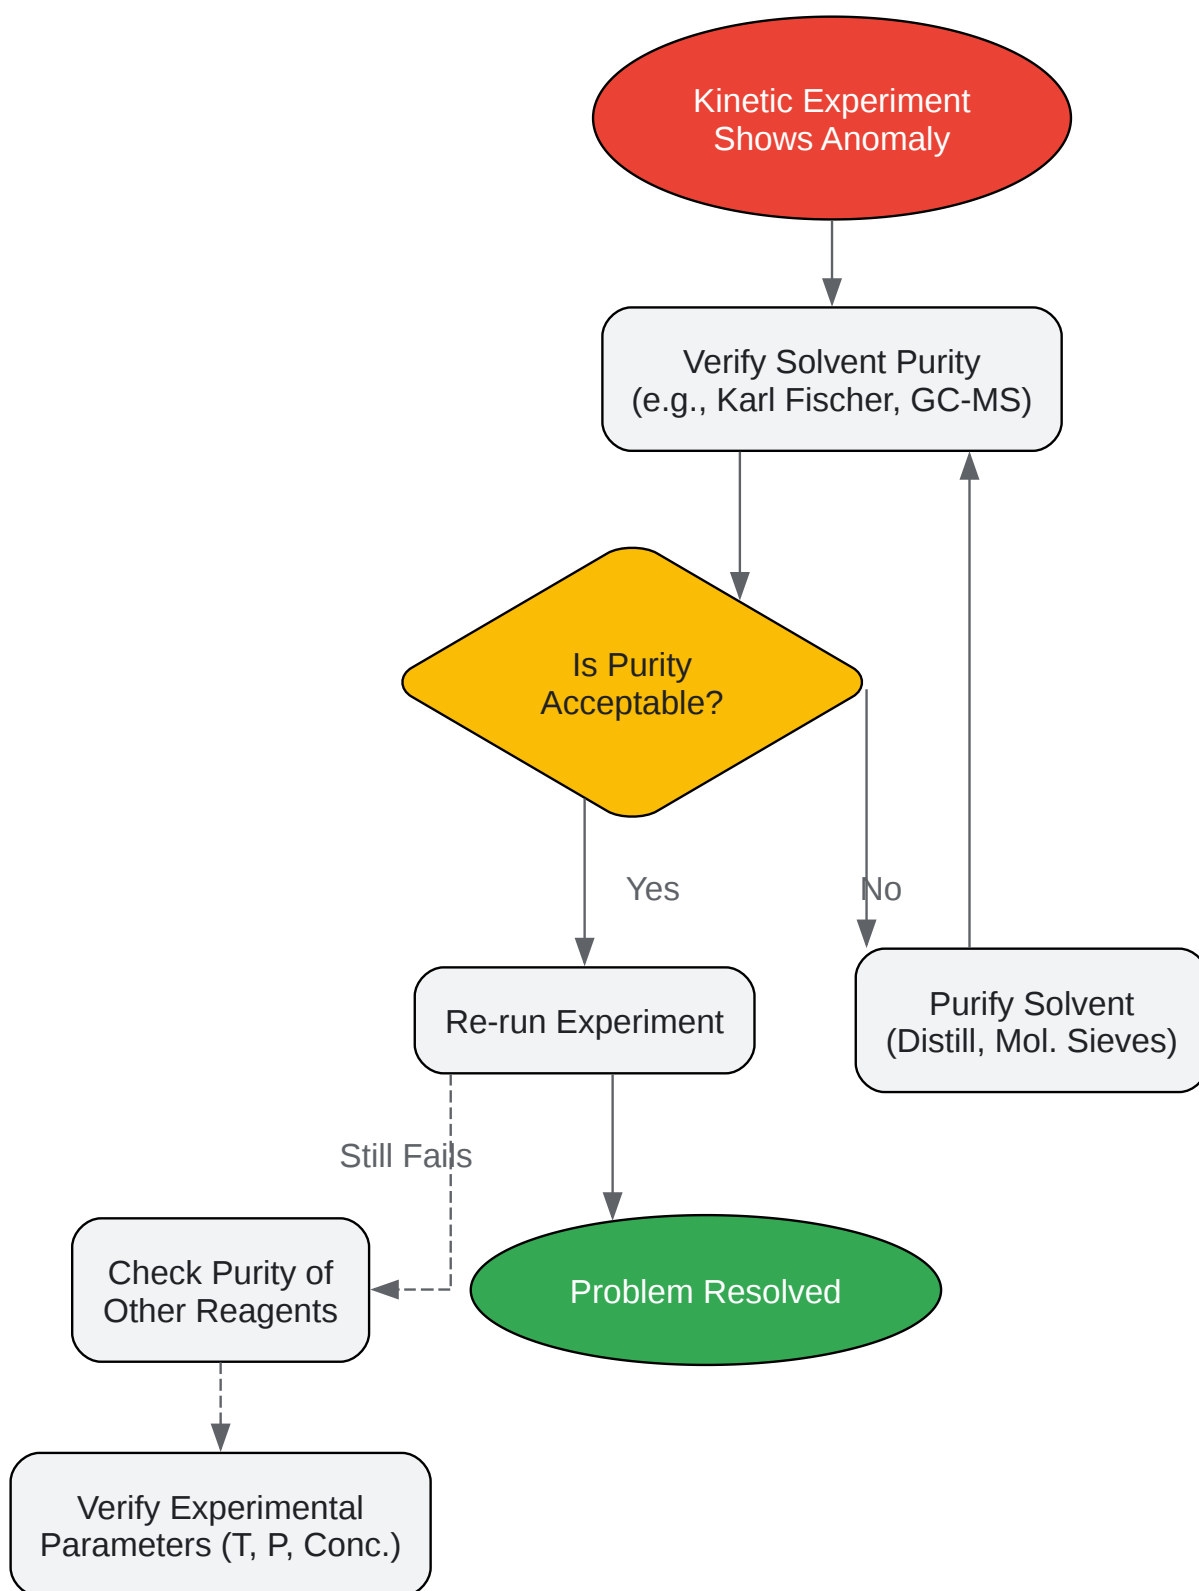 Kinetic Experiment
Shows Anomaly
Verify Solvent Purity
(e.g., Karl Fischer, GC-MS)
Is Purity
Acceptable?
Yes
No
Re-run Experiment
Purify Solvent
(Distill, Mol. Sieves)
Still Fails
Check Purity of
Other Reagents
Problem Resolved
Verify Experimental
Parameters (T, P, Conc.)